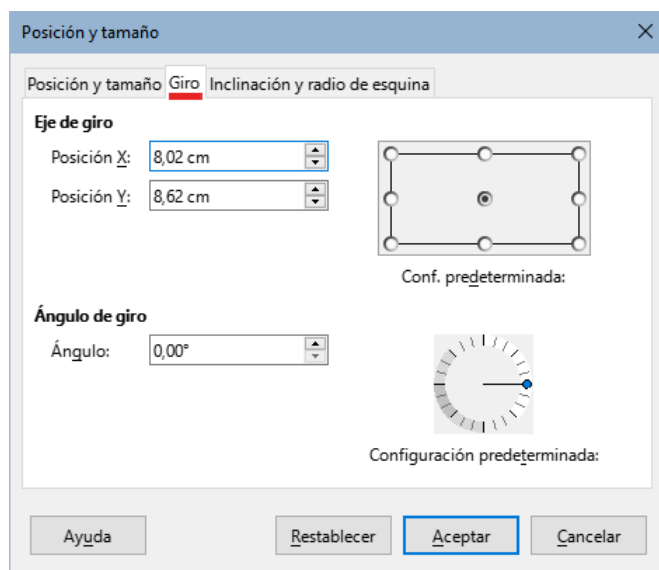 Posición y tamaño
Posición y tamaño Giro Inclinación y radio de esquina
Eje de giro
Posición X: 8,02 cm
Posición Y: 8,62 cm
Conf. predeterminada:
Ángulo de giro
Ángulo: 0,00°
Configuración predeterminada:
Ayuda Restablecer Aceptar Cancelar